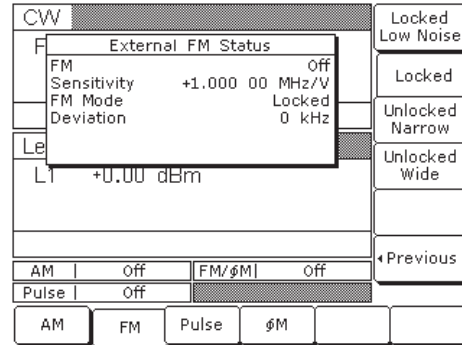 CW
F
External FM Status
FM Off
Sensitivity +1.000 00 MHz/V
FM Mode Locked
Deviation 0 kHz
Le
L1 +0.00 dBm
AM Off FM/ϕM Off
Pulse Off
Locked
Low Noise
Locked
Unlocked
Narrow
Unlocked
Wide
Previous
AM FM Pulse ϕM